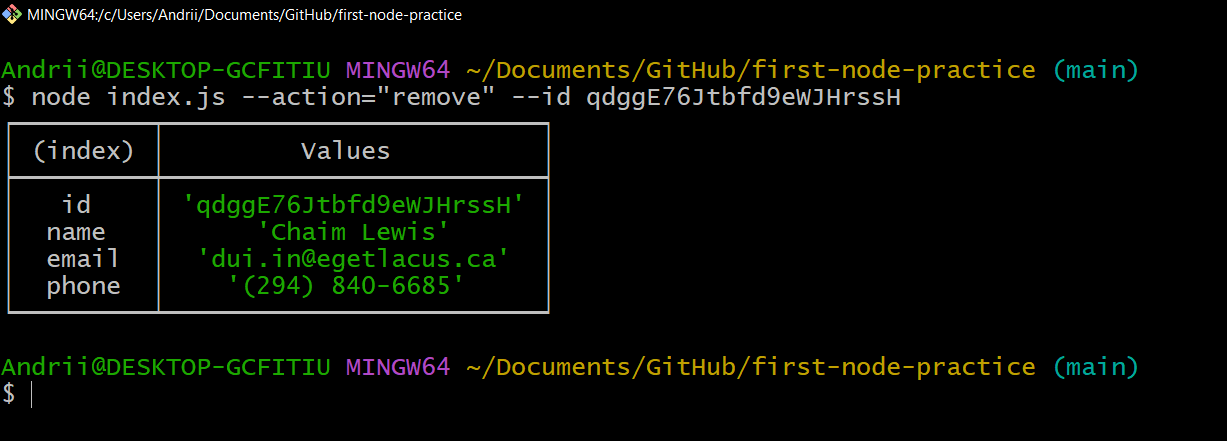 MINGW64:/c/Users/Andrii/Documents/GitHub/first-node-practice
Andrii@DESKTOP-GCFITIU MINGW64 ~/Documents/GitHub/first-node-practice (main)
$ node index.js --action="remove" --id qdggE76Jtbfd9eWJHrssH
(index) Values
id 'qdggE76Jtbfd9eWJHrssH'
name 'Chaim Lewis'
email 'dui.in@egetlacus.ca'
phone '(294) 840-6685'
Andrii@DESKTOP-GCFITIU MINGW64 ~/Documents/GitHub/first-node-practice (main)
$